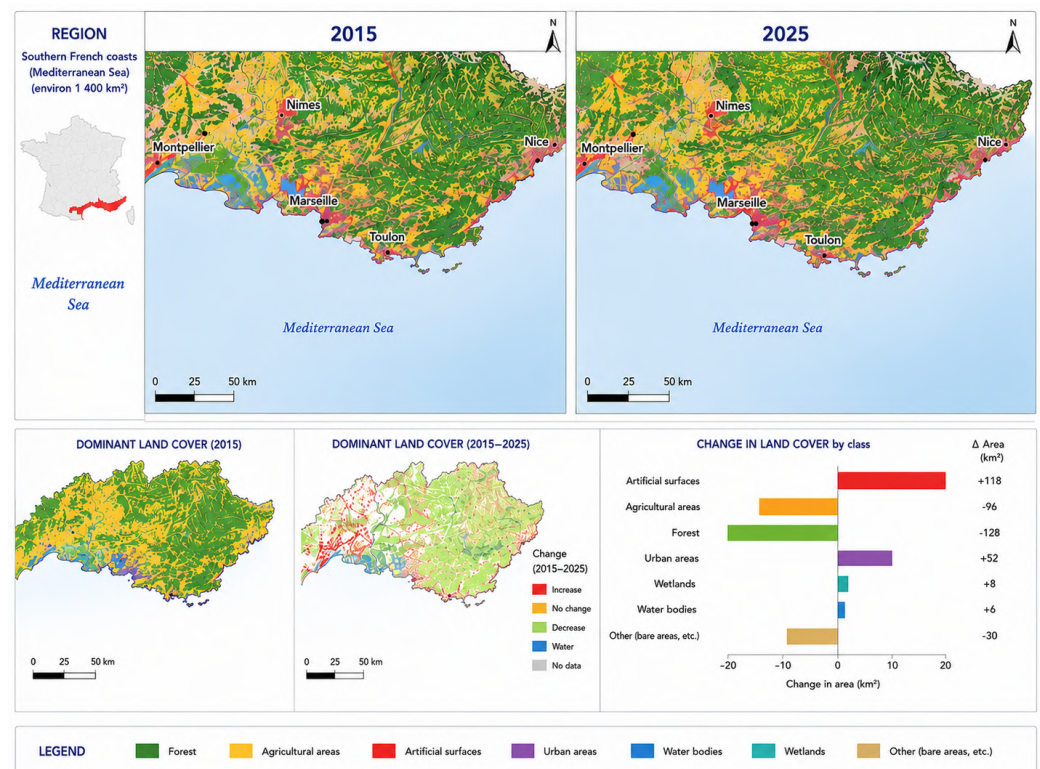 REGION
Southern French coasts
(Mediterranean Sea)
(environ 1 400 km²)
Mediterranean
Sea
2015
N
Nimes
Montpellier
Nice
Marseille
Toulon
Mediterranean Sea
0 25 50 km
2025
N
Nimes
Montpellier
Nice
Marseille
Toulon
Mediterranean Sea
0 25 50 km
DOMINANT LAND COVER (2015)
0 25 50 km
DOMINANT LAND COVER (2015–2025)
Change
(2015–2025)
Increase
No change
Decrease
Water
No data
0 25 50 km
CHANGE IN LAND COVER by class
Δ Area
(km²)
Artificial surfaces +118
Agricultural areas -96
Forest -128
Urban areas +52
Wetlands +8
Water bodies +6
Other (bare areas, etc.) -30
-20 -10 0 10 20
Change in area (km²)
LEGEND Forest Agricultural areas Artificial surfaces Urban areas Water bodies Wetlands Other (bare areas, etc.)